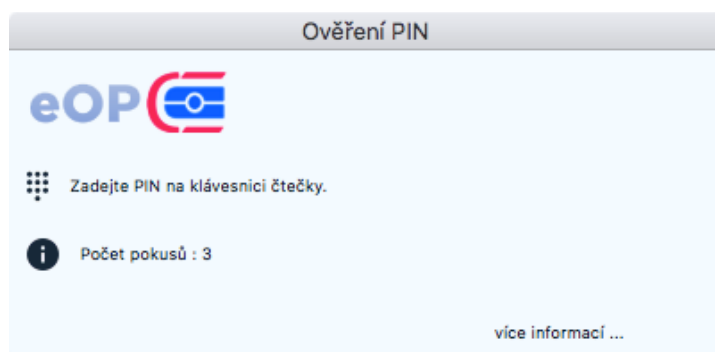 Ověření PIN
eOP
Zadejte PIN na klávesnici čtečky.
Počet pokusů : 3
více informací ...